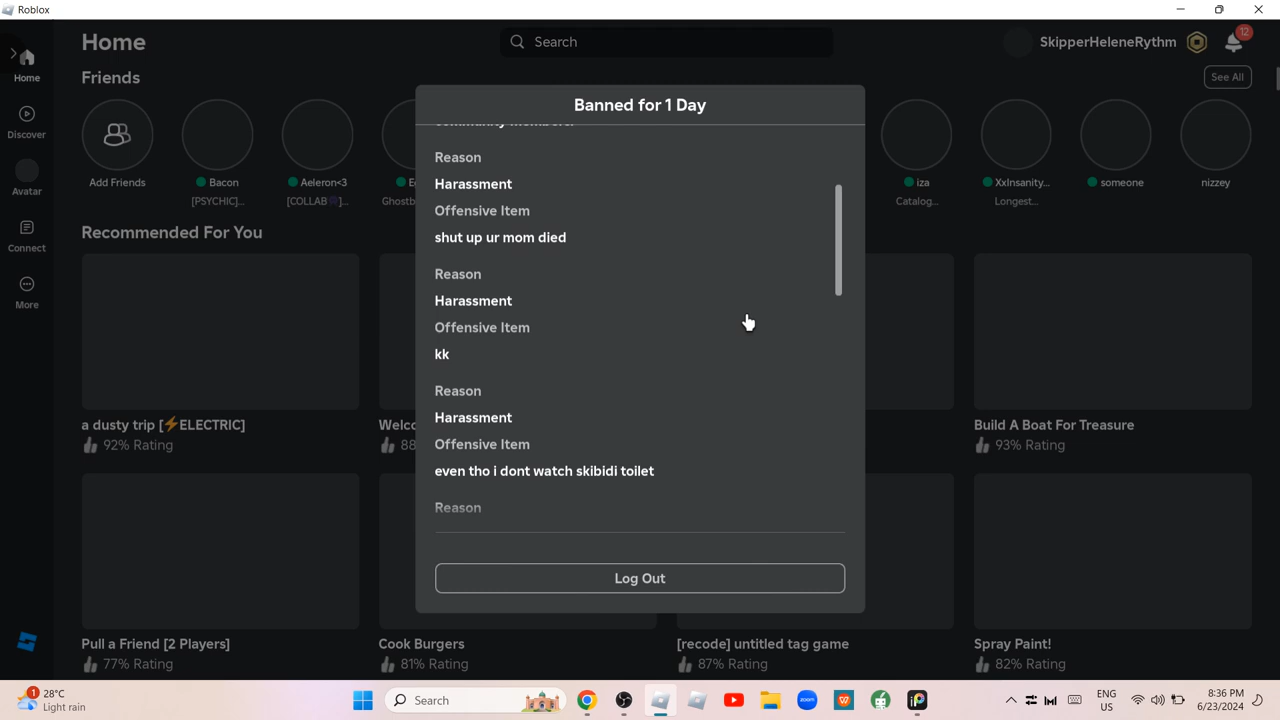 Roblox
Home
Search
SkipperHeleneRythm
12
Friends
See All
Home
Discover
Avatar
Connect
More
Add Friends
Bacon
[PSYCHIC]...
Aeleron<3
[COLLAB
]...
iza
Catalog...
XxInsanity...
Longest...
someone
nizzey
Recommended For You
Banned for 1 Day
Reason
Harassment
Offensive Item
shut up ur mom died
Reason
Harassment
Offensive Item
kk
Reason
Harassment
Offensive Item
even tho i dont watch skibidi toilet
Reason
Log Out
a dusty trip [⚡ELECTRIC]
92% Rating
Welc
88
Build A Boat For Treasure
93% Rating
Pull a Friend [2 Players]
77% Rating
Cook Burgers
81% Rating
[recode] untitled tag game
87% Rating
Spray Paint!
82% Rating
1
28°C
Light rain
Search
zoom
ENG
US
8:36 PM
6/23/2024